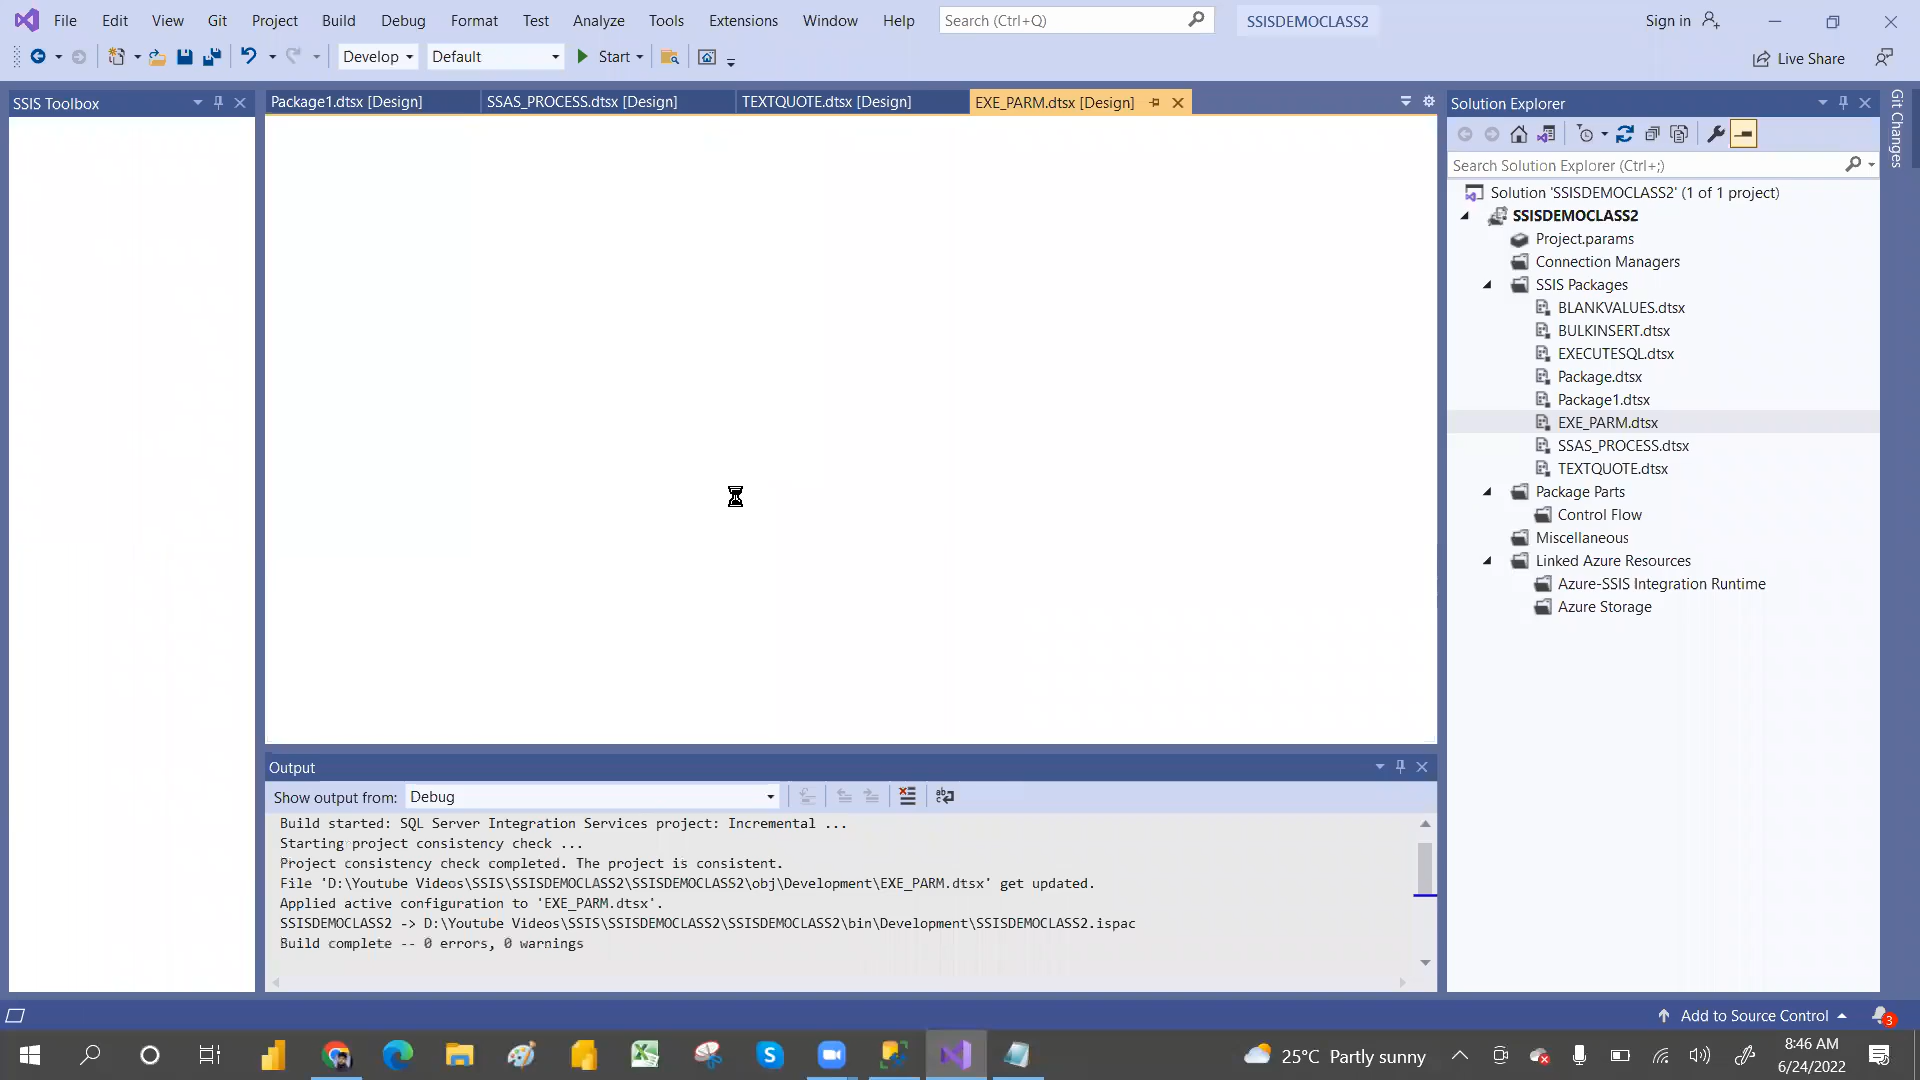 File Edit View Git Project Build Debug Format Test Analyze Tools Extensions Window Help Search (Ctrl+Q) SSISDEMOCLASS2 Sign in
Develop Default Start Live Share
SSIS Toolbox
Package1.dtsx [Design] SSAS_PROCESS.dtsx [Design] TEXTQUOTE.dtsx [Design] EXE_PARM.dtsx [Design]
Solution Explorer
Git Changes
Search Solution Explorer (Ctrl+;)
Solution 'SSISDEMOCLASS2' (1 of 1 project)
SSISDEMOCLASS2
Project.params
Connection Managers
SSIS Packages
BLANKVALUES.dtsx
BULKINSERT.dtsx
EXECUTESQL.dtsx
Package.dtsx
Package1.dtsx
EXE_PARM.dtsx
SSAS_PROCESS.dtsx
TEXTQUOTE.dtsx
Package Parts
Control Flow
Miscellaneous
Linked Azure Resources
Azure-SSIS Integration Runtime
Azure Storage
Output
Show output from: Debug
Build started: SQL Server Integration Services project: Incremental ...
Starting project consistency check ...
Project consistency check completed. The project is consistent.
File 'D:\Youtube Videos\SSIS\SSISDEMOCLASS2\SSISDEMOCLASS2\obj\Development\EXE_PARM.dtsx' get updated.
Applied active configuration to 'EXE_PARM.dtsx'.
SSISDEMOCLASS2 -> D:\Youtube Videos\SSIS\SSISDEMOCLASS2\SSISDEMOCLASS2\bin\Development\SSISDEMOCLASS2.ispac
Build complete -- 0 errors, 0 warnings
Add to Source Control 3
25°C Partly sunny
8:46 AM
6/24/2022